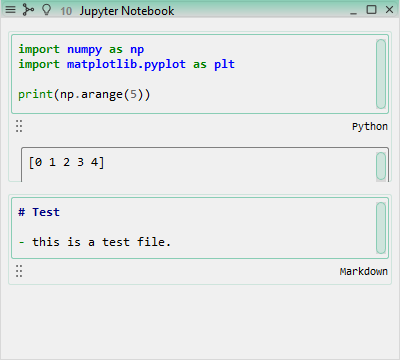 10 Jupyter Notebook
import numpy as np
import matplotlib.pyplot as plt
print(np.arange(5))
Python
[0 1 2 3 4]
# Test
- this is a test file.
Markdown